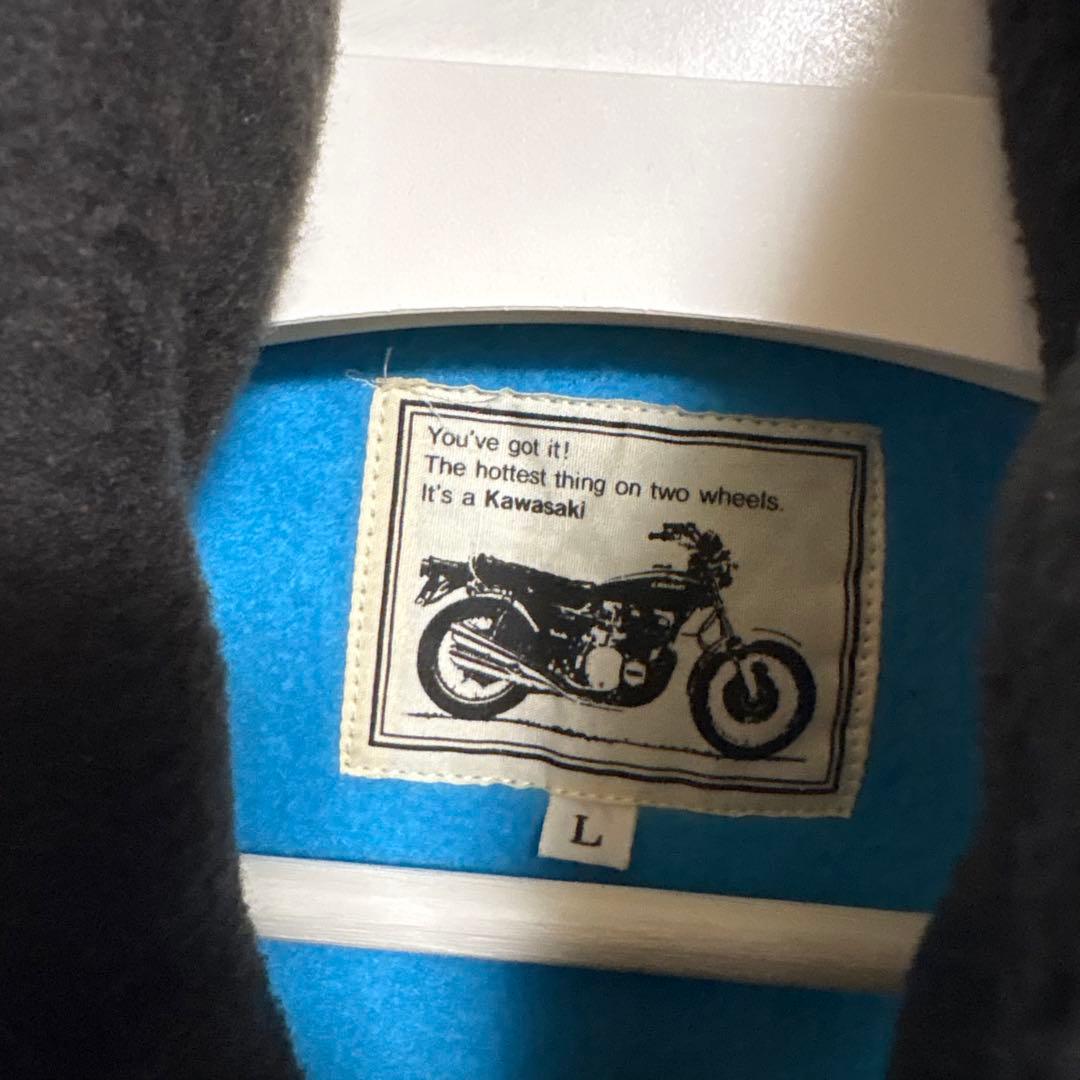 You've got it!
The hottest thing on two wheels.
It's a Kawasaki
L